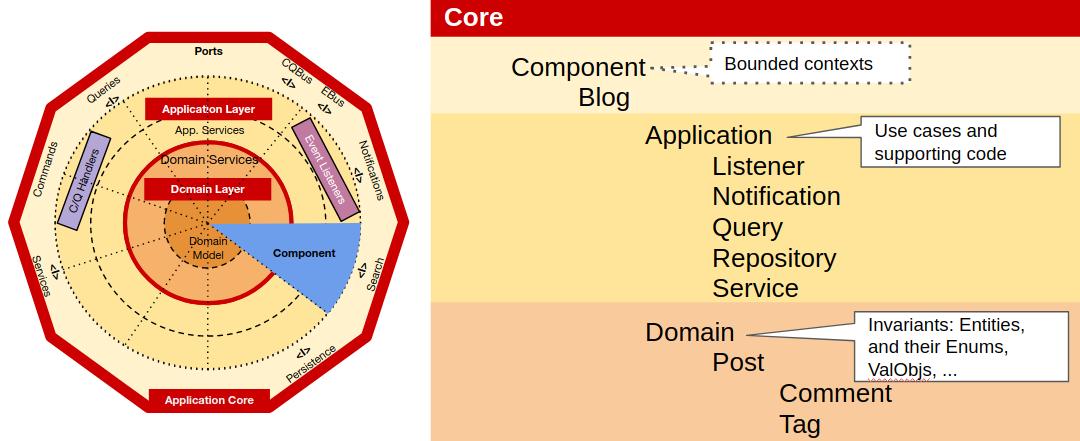 Ports
Queries
</>
CQBus
</>
EBus
</>
Application Layer
App. Services
Commands
C/Q Handlers
Event Listeners
Notifications
</>
Domain Services
Domain Layer
Domain
Model
Component
Services
</>
Search
</>
Persistence
</>
Application Core
Core
Component
Bounded contexts
Blog
Application
Use cases and
supporting code
Listener
Notification
Query
Repository
Service
Domain
Invariants: Entities,
and their Enums,
ValObjs, ...
Post
Comment
Tag